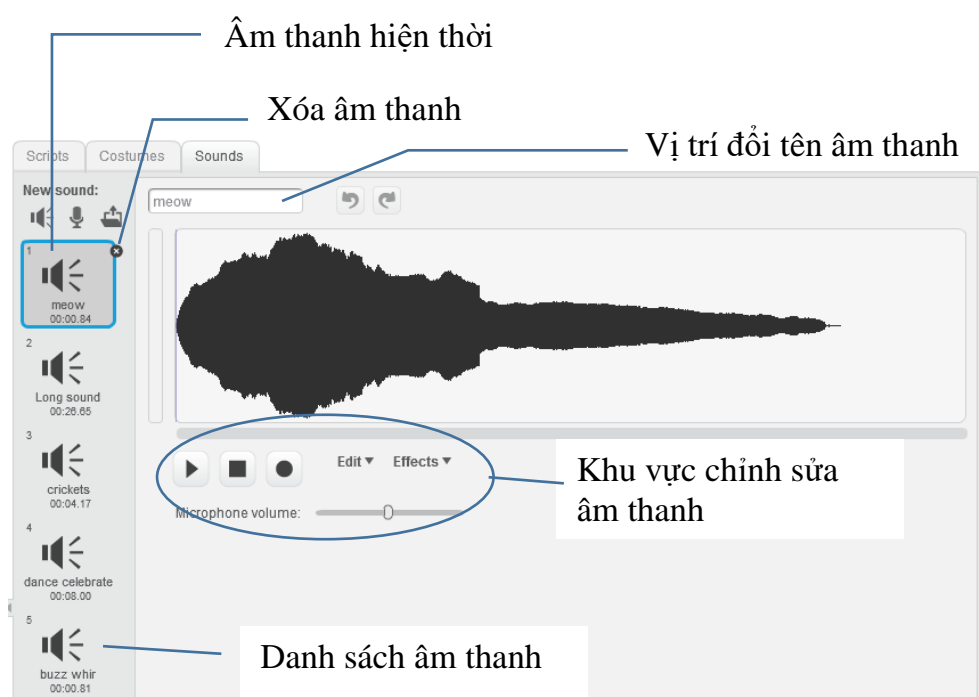 Âm thanh hiện thời
Xóa âm thanh
Vị trí đổi tên âm thanh
Scripts Costumes Sounds
New sound:
meow
1
meow
00:00.84
2
Long sound
00:26.65
3
crickets
00:04.17
Edit Effects
Microphone volume:
Khu vực chỉnh sửa
âm thanh
4
dance celebrate
00:08.00
5
buzz whir
00:00.81
Danh sách âm thanh